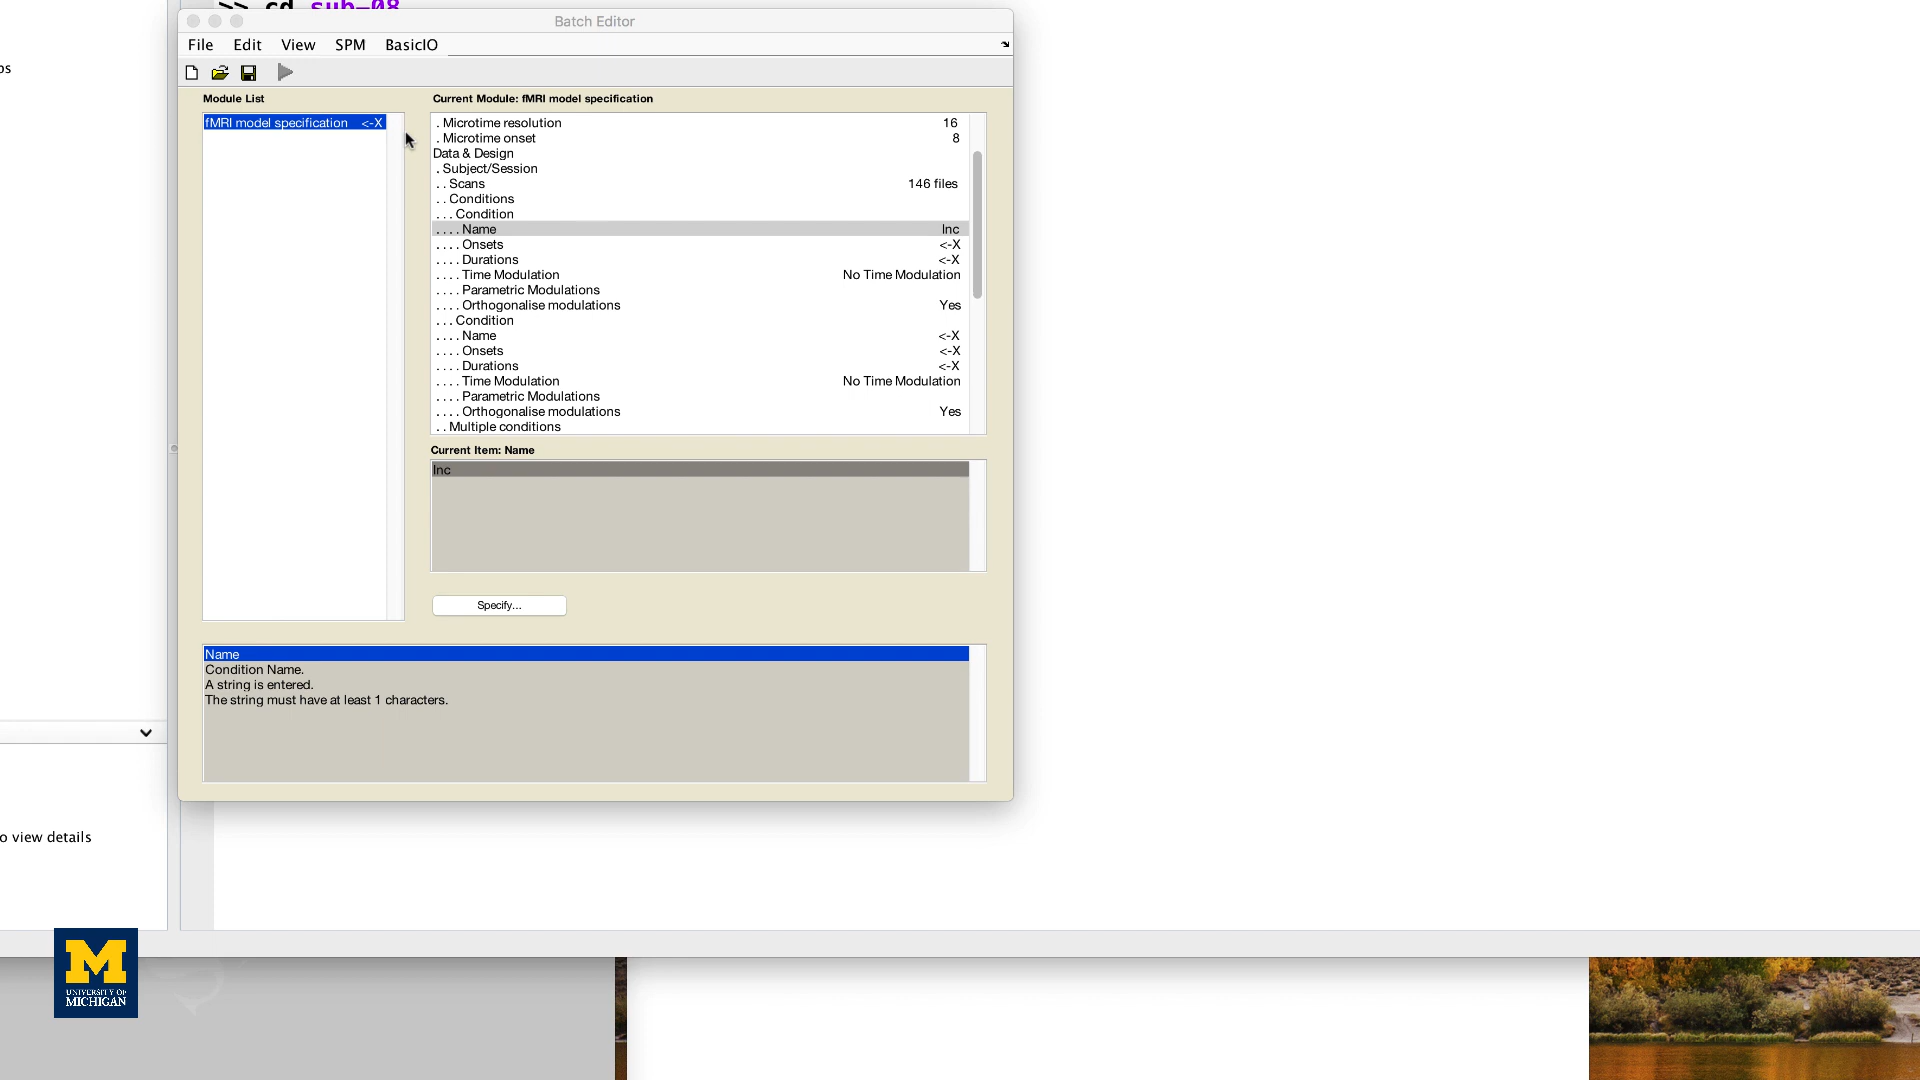 >> cd sub-08
Batch Editor
File Edit View SPM BasicIO
os
Module List
fMRI model specification <-X
Current Module: fMRI model specification
. Microtime resolution 16
. Microtime onset 8
Data & Design
. Subject/Session
. . Scans 146 files
. . Conditions
. . . Condition
. . . . Name Inc
. . . . Onsets <-X
. . . . Durations <-X
. . . . Time Modulation No Time Modulation
. . . . Parametric Modulations
. . . . Orthogonalise modulations Yes
. . . Condition
. . . . Name <-X
. . . . Onsets <-X
. . . . Durations <-X
. . . . Time Modulation No Time Modulation
. . . . Parametric Modulations
. . . . Orthogonalise modulations Yes
. . Multiple conditions
Current Item: Name
Inc
Specify...
Name
Condition Name.
A string is entered.
The string must have at least 1 characters.
o view details
M
UNIVERSITY OF
MICHIGAN